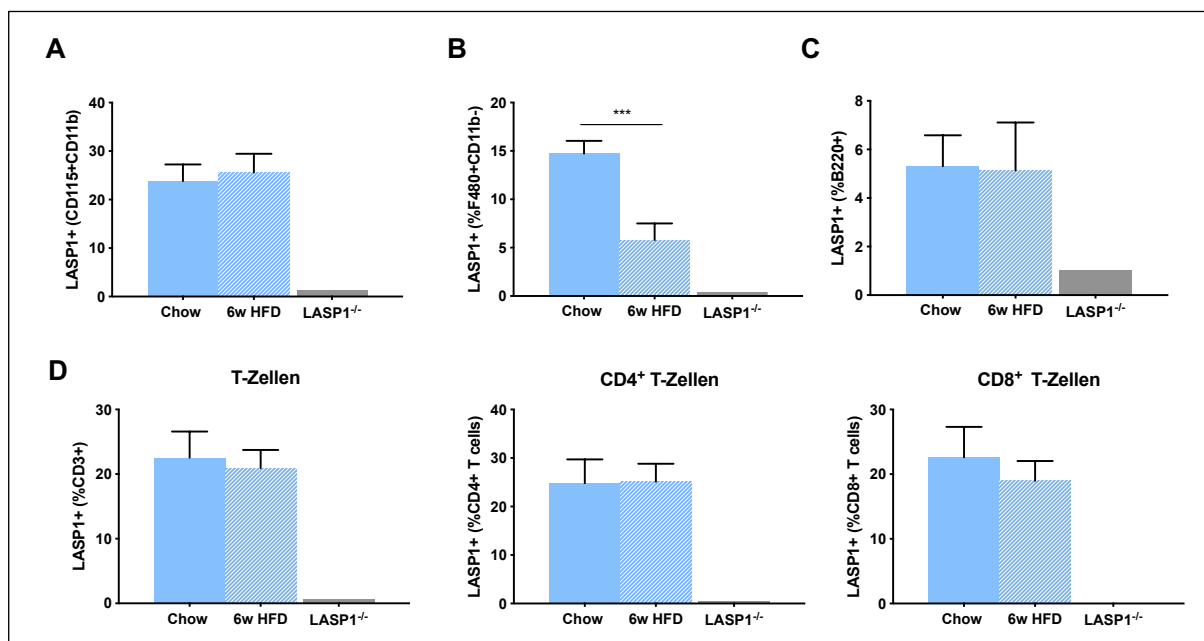 A
LASP1+ (CD115+CD11b)
40
30
20
10
0
Chow 6w HFD LASP1-/-
B
LASP1+ (%F480+CD11b-)
20
15
10
5
0
***
Chow 6w HFD LASP1-/-
C
LASP1+ (%B220+)
8
6
4
2
0
Chow 6w HFD LASP1-/-
D
T-Zellen
LASP1+ (%CD3+)
30
20
10
0
Chow 6w HFD LASP1-/-
CD4+ T-Zellen
LASP1+ (%CD4+ T cells)
40
30
20
10
0
Chow 6w HFD LASP1-/-
CD8+ T-Zellen
LASP1+ (%CD8+ T cells)
30
20
10
0
Chow 6w HFD LASP1-/-